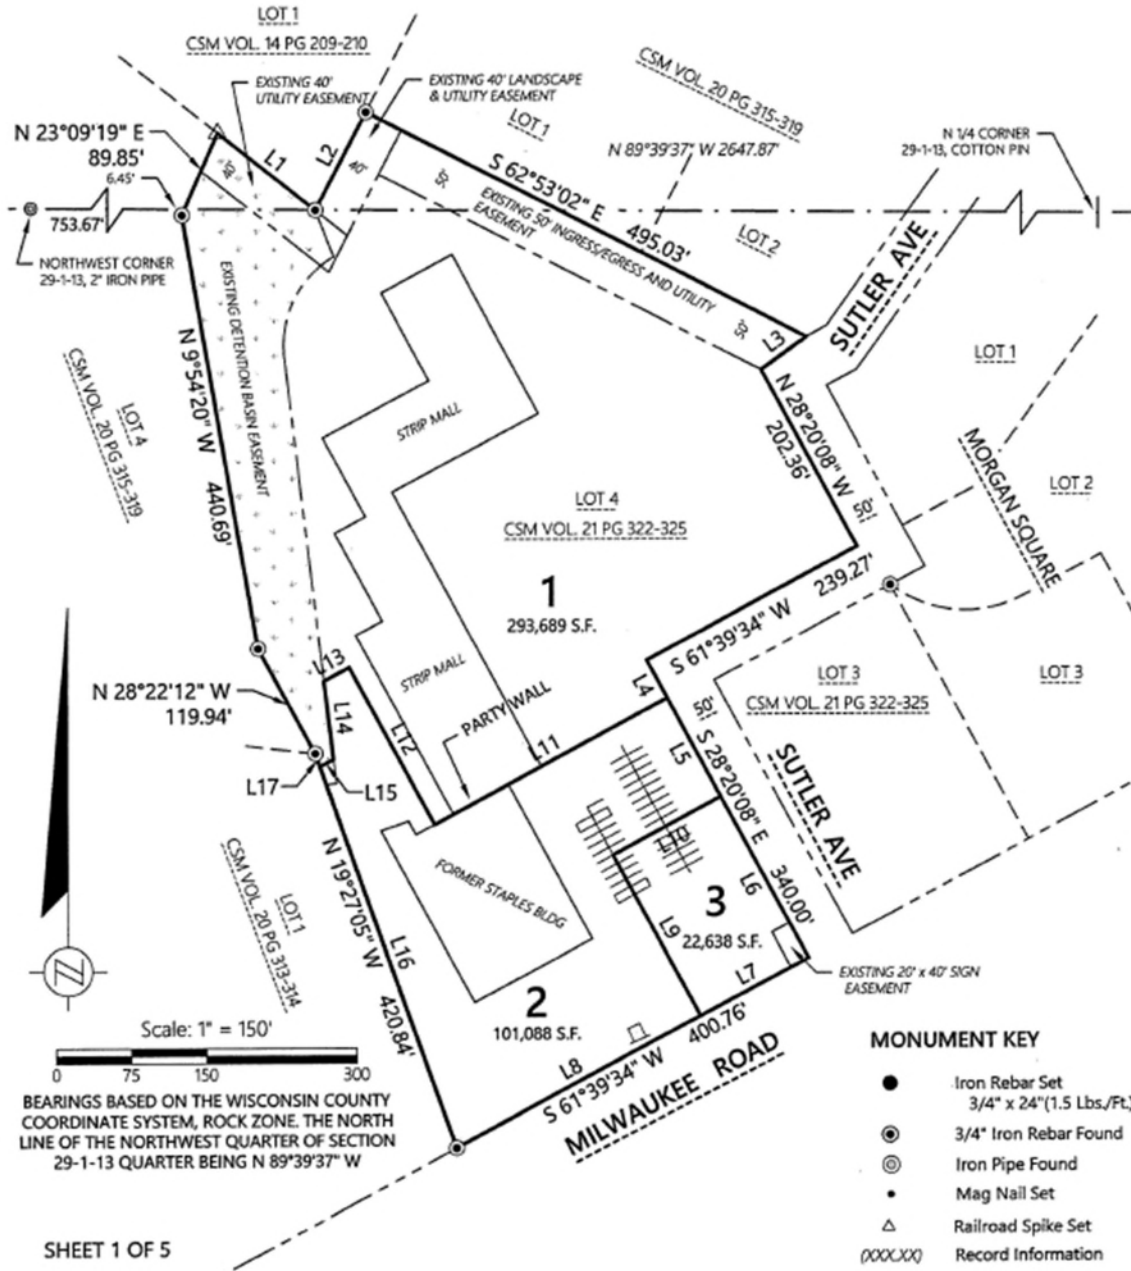 LOT 1
CSM VOL. 14 PG 209-210
EXISTING 40'
UTILITY EASEMENT
EXISTING 40' LANDSCAPE
& UTILITY EASEMENT
CSM VOL. 20 PG 315-319
LOT 1
N 89°39'37" W 2647.87'
N 1/4 CORNER
29-1-13, COTTON PIN
N 23°09'19" E
89.85'
6.45'
40'
L1
L2
40'
50'
S 62°53'02" E
495.03'
EXISTING 50' INGRESS/EGRESS AND UTILITY
EASEMENT
50'
LOT 2
L3
SUTLER AVE
753.67'
NORTHWEST CORNER
29-1-13, 2" IRON PIPE
EXISTING DETENTION BASIN EASEMENT
N 9°54'20" W 440.69'
LOT 4
CSM VOL. 20 PG 315-319
STRIP MALL
N 28°20'08" W
202.36'
50'
LOT 1
MORGAN SQUARE
LOT 2
LOT 4
CSM VOL. 21 PG 322-325
1
293,689 S.F.
239.27'
S 61°39'34" W
STRIP MALL
L13
L14
L12
PARTY WALL
L11
L4
50'
LOT 3
CSM VOL. 21 PG 322-325
LOT 3
N 28°22'12" W
119.94'
L17
L15
L5
S 28°20'08" E 340.00'
SUTLER AVE
L10
FORMER STAPLES BLDG
N 19°27'05" W 420.84'
L16
LOT 1
CSM VOL. 20 PG 313-314
L6
3
22,638 S.F.
L9
L7
EXISTING 20' x 40' SIGN
EASEMENT
2
101,088 S.F.
L8
S 61°39'34" W 400.76'
MILWAUKEE ROAD
Scale: 1" = 150'
0 75 150 300
BEARINGS BASED ON THE WISCONSIN COUNTY
COORDINATE SYSTEM, ROCK ZONE. THE NORTH
LINE OF THE NORTHWEST QUARTER OF SECTION
29-1-13 QUARTER BEING N 89°39'37" W
SHEET 1 OF 5
MONUMENT KEY
Iron Rebar Set
3/4" x 24"(1.5 Lbs./Ft.)
3/4" Iron Rebar Found
Iron Pipe Found
Mag Nail Set
Railroad Spike Set
(XXX.XX) Record Information